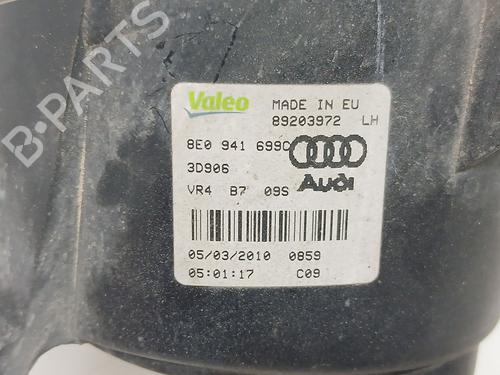 B-PARTS
Valeo MADE IN EU
89203972 LH
8E0 941 699C
3D906
VR4 B7 09S Audi
05/03/2010 0859
05:01:17 C09
B-PARTS